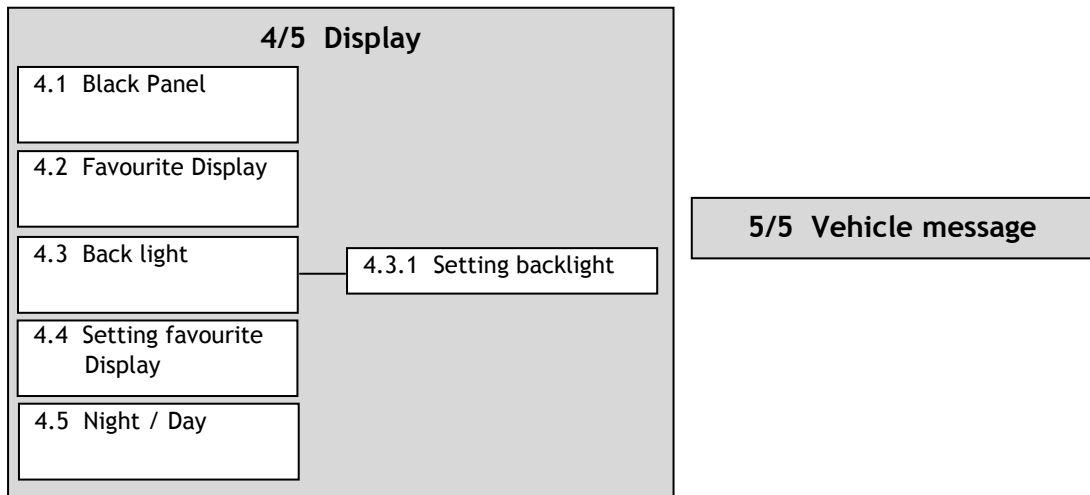 4/5 Display
4.1 Black Panel
4.2 Favourite Display
4.3 Back light
4.3.1 Setting backlight
4.4 Setting favourite
Display
4.5 Night / Day
5/5 Vehicle message